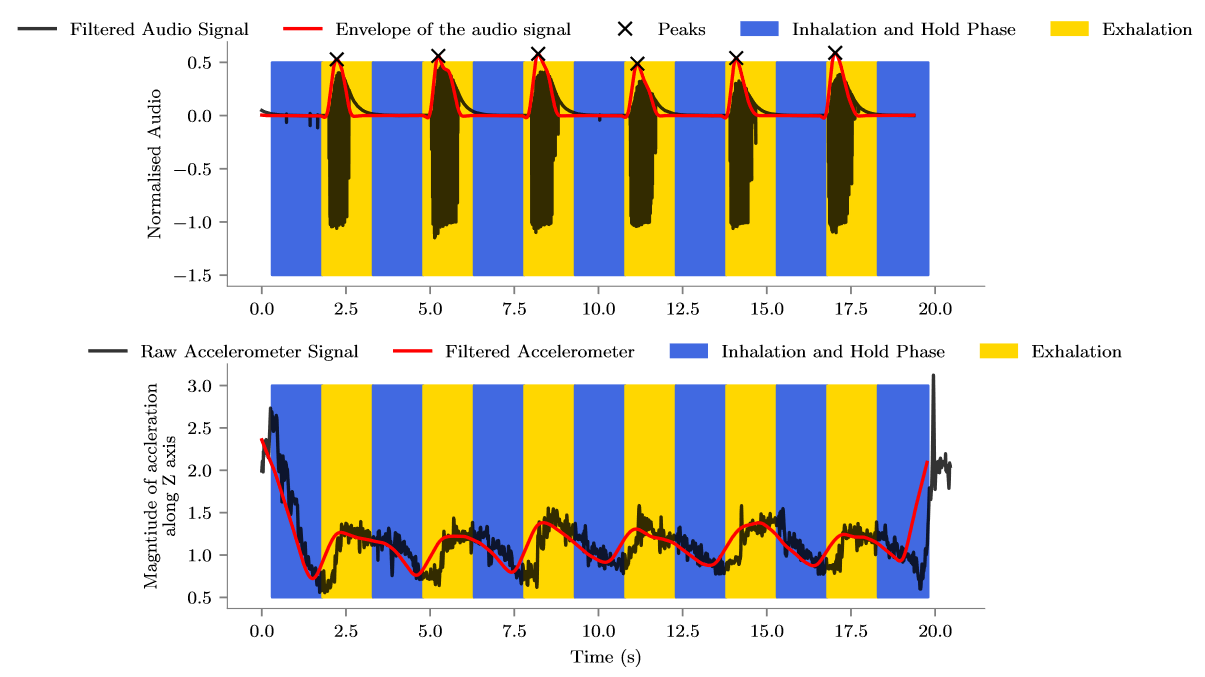 Filtered Audio Signal Envelope of the audio signal Peaks Inhalation and Hold Phase Exhalation
0.5
0.0
−0.5
−1.0
−1.5
Normalised Audio
0.0 2.5 5.0 7.5 10.0 12.5 15.0 17.5 20.0
Raw Accelerometer Signal Filtered Accelerometer Inhalation and Hold Phase Exhalation
3.0
2.5
2.0
1.5
1.0
0.5
Magntiude of accleration
along Z axis
0.0 2.5 5.0 7.5 10.0 12.5 15.0 17.5 20.0
Time (s)